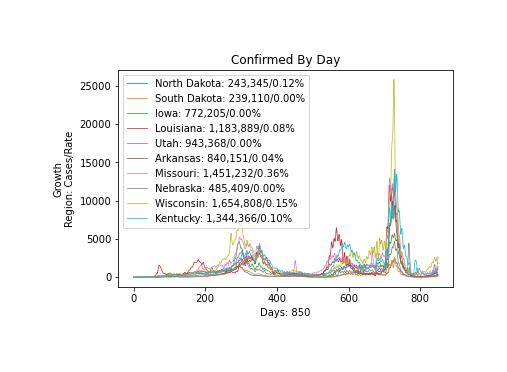 Confirmed By Day
Growth
Region: Cases/Rate
25000
20000
15000
10000
5000
0
North Dakota: 243,345/0.12%
South Dakota: 239,110/0.00%
Iowa: 772,205/0.00%
Louisiana: 1,183,889/0.08%
Utah: 943,368/0.00%
Arkansas: 840,151/0.04%
Missouri: 1,451,232/0.36%
Nebraska: 485,409/0.00%
Wisconsin: 1,654,808/0.15%
Kentucky: 1,344,366/0.10%
0 200 400 600 800
Days: 850